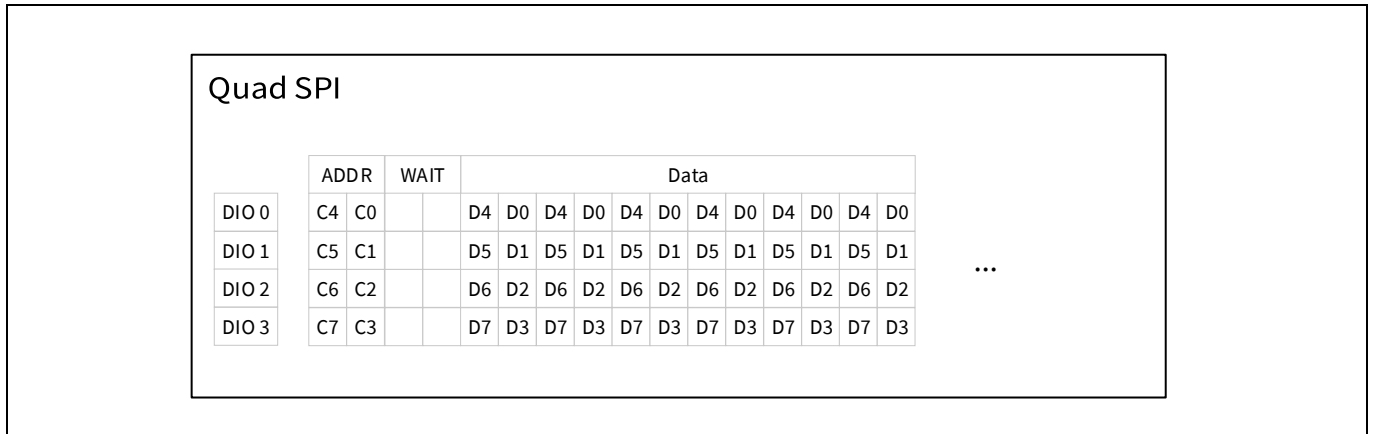 Quad SPI
ADDR WAIT Data
DIO 0 C4 C0 D4 D0 D4 D0 D4 D0 D4 D0 D4 D0 D4 D0
DIO 1 C5 C1 D5 D1 D5 D1 D5 D1 D5 D1 D5 D1 D5 D1
DIO 2 C6 C2 D6 D2 D6 D2 D6 D2 D6 D2 D6 D2 D6 D2
DIO 3 C7 C3 D7 D3 D7 D3 D7 D3 D7 D3 D7 D3 D7 D3
...